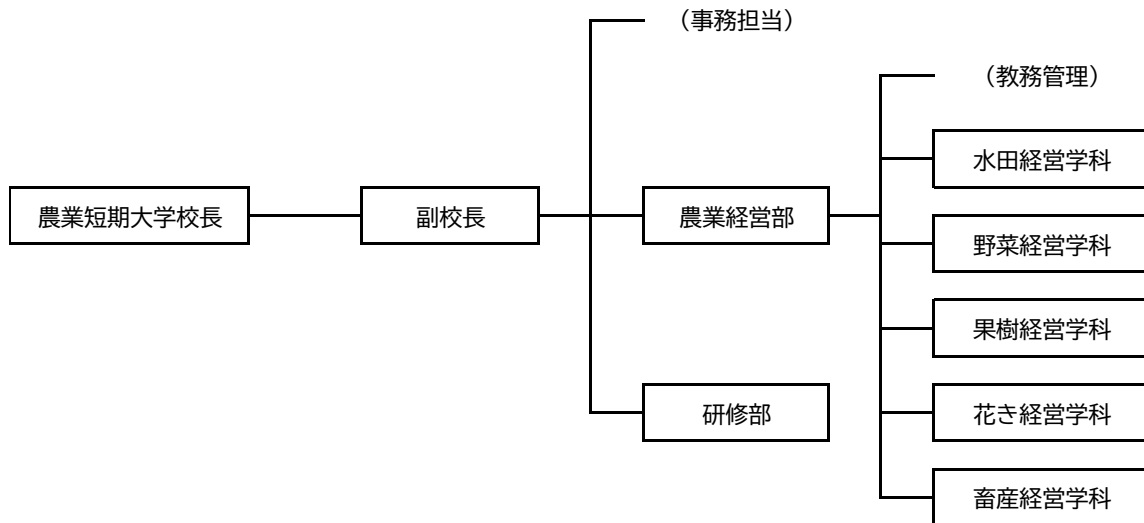 （事務担当）
（教務管理）
水田経営学科
農業短期大学校長
副校長
農業経営部
野菜経営学科
果樹経営学科
研修部
花き経営学科
畜産経営学科